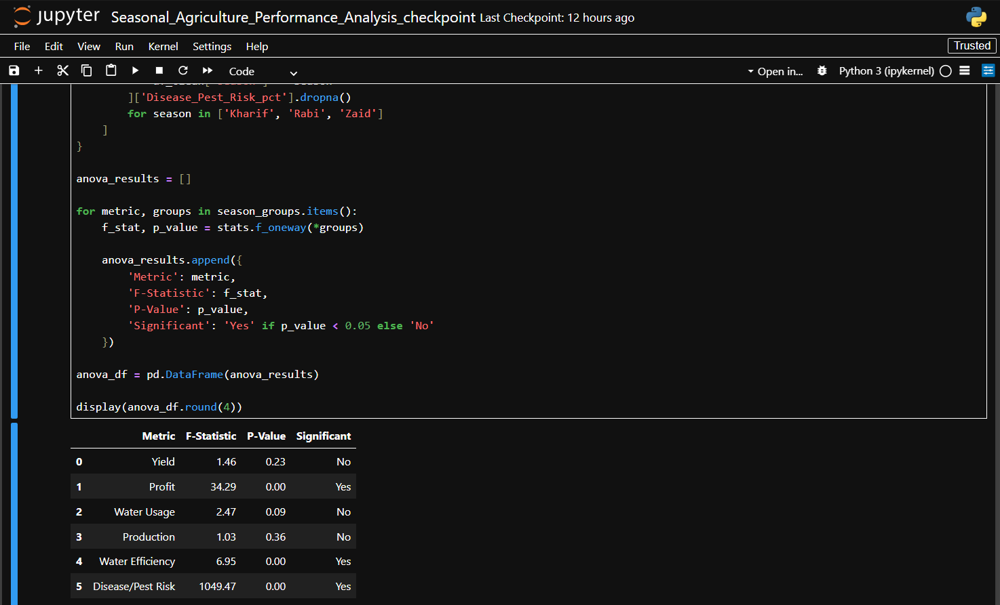 jupyter Seasonal_Agriculture_Performance_Analysis_checkpoint Last Checkpoint: 12 hours ago
File Edit View Run Kernel Settings Help Trusted
Code Open in... Python 3 (ipykernel)
]['Disease_Pest_Risk_pct'].dropna()
for season in ['Kharif', 'Rabi', 'Zaid']
]
}
anova_results = []
for metric, groups in season_groups.items():
f_stat, p_value = stats.f_oneway(*groups)
anova_results.append({
'Metric': metric,
'F-Statistic': f_stat,
'P-Value': p_value,
'Significant': 'Yes' if p_value < 0.05 else 'No'
})
anova_df = pd.DataFrame(anova_results)
display(anova_df.round(4))
Metric F-Statistic P-Value Significant
0 Yield 1.46 0.23 No
1 Profit 34.29 0.00 Yes
2 Water Usage 2.47 0.09 No
3 Production 1.03 0.36 No
4 Water Efficiency 6.95 0.00 Yes
5 Disease/Pest Risk 1049.47 0.00 Yes